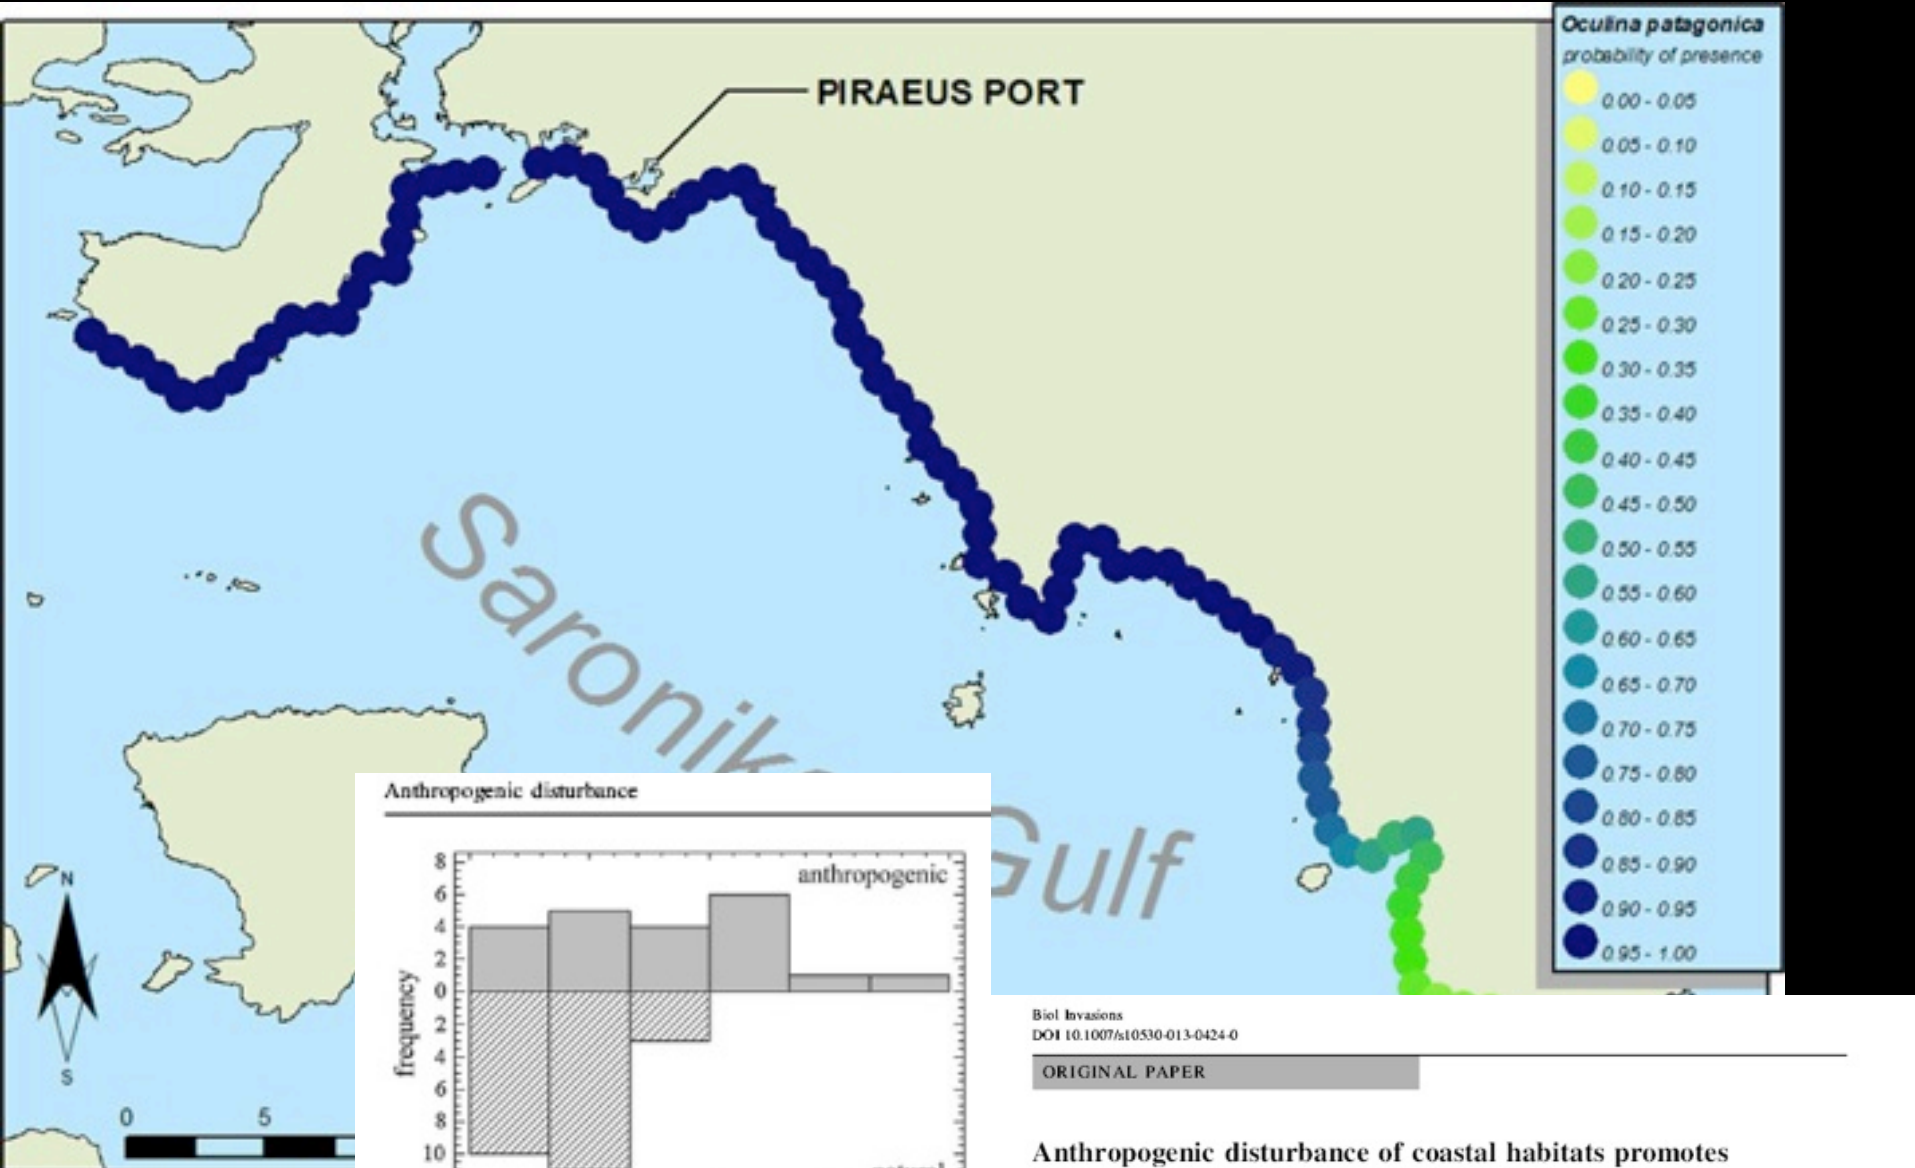 PIRAEUS PORT
Oculina patagonica
probability of presence
0.00 - 0.05
0.05 - 0.10
0.10 - 0.15
0.15 - 0.20
0.20 - 0.25
0.25 - 0.30
0.30 - 0.35
0.35 - 0.40
0.40 - 0.45
0.45 - 0.50
0.50 - 0.55
0.55 - 0.60
0.60 - 0.65
0.65 - 0.70
0.70 - 0.75
0.75 - 0.80
0.80 - 0.85
0.85 - 0.90
0.90 - 0.95
0.95 - 1.00
Saronik
Gulf
N
S
0 5
Anthropogenic disturbance
anthropogenic
frequency
8
6
4
2
0
2
4
6
8
10
Biol Invasions
DOI 10.1007/s10530-013-0424-0
ORIGINAL PAPER
Anthropogenic disturbance of coastal habitats promotes